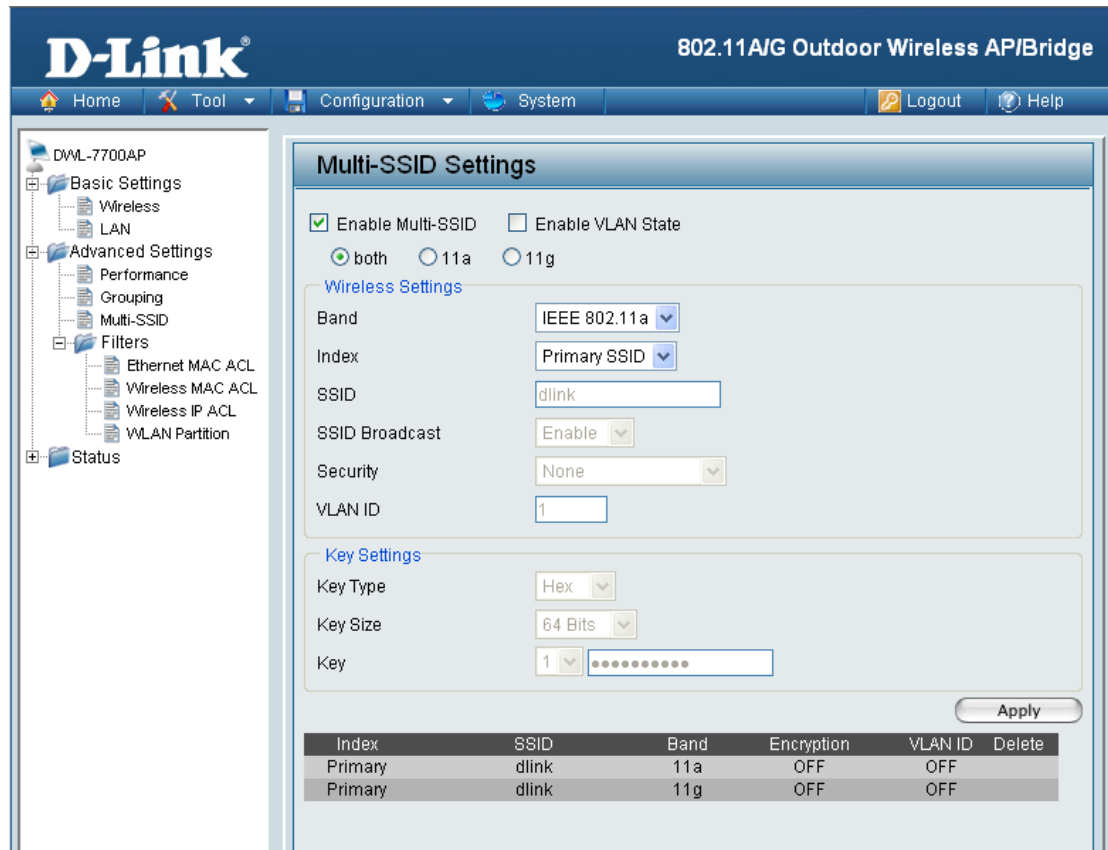 D-Link®
802.11A/G Outdoor Wireless AP/Bridge
Home Tool Configuration System Logout Help
DWL-7700AP
Basic Settings
Wireless
LAN
Advanced Settings
Performance
Grouping
Multi-SSID
Filters
Ethernet MAC ACL
Wireless MAC ACL
Wireless IP ACL
WLAN Partition
Status
Multi-SSID Settings
Enable Multi-SSID Enable VLAN State
both 11a 11g
Wireless Settings
Band IEEE 802.11a
Index Primary SSID
SSID dlink
SSID Broadcast Enable
Security None
VLAN ID 1
Key Settings
Key Type Hex
Key Size 64 Bits
Key 1 ●●●●●●●●●●
Apply
Index SSID Band Encryption VLAN ID Delete
Primary dlink 11a OFF OFF
Primary dlink 11g OFF OFF